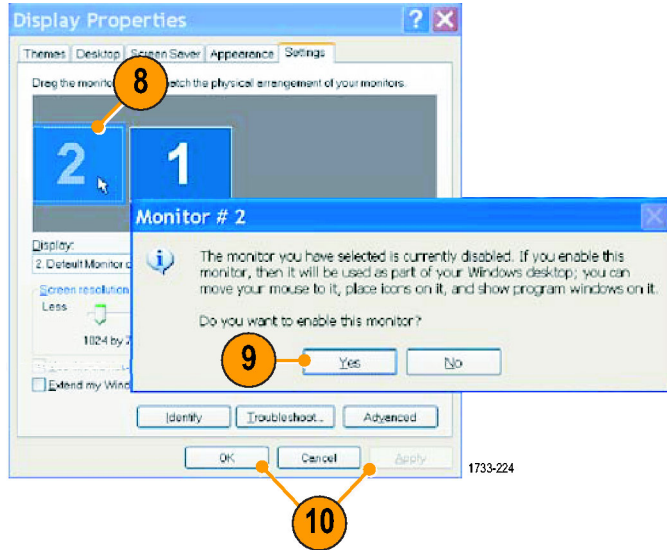 Display Properties
Themes Desktop Screen Saver Appearance Settings
Drag the monitor atch the physical arrangement of your monitors.
8
2 1
Monitor # 2
The monitor you have selected is currently disabled. If you enable this
monitor, then it will be used as part of your Windows desktop; you can
move your mouse to it, place icons on it, and show program windows on it.
Do you want to enable this monitor?
9
Yes No
Display:
2. Default Monitor o
Screen resolution
Less
1024 by 7
Extend my Wind
Identify Troubleshoot... Advanced
OK Cancel Apply
1733-224
10